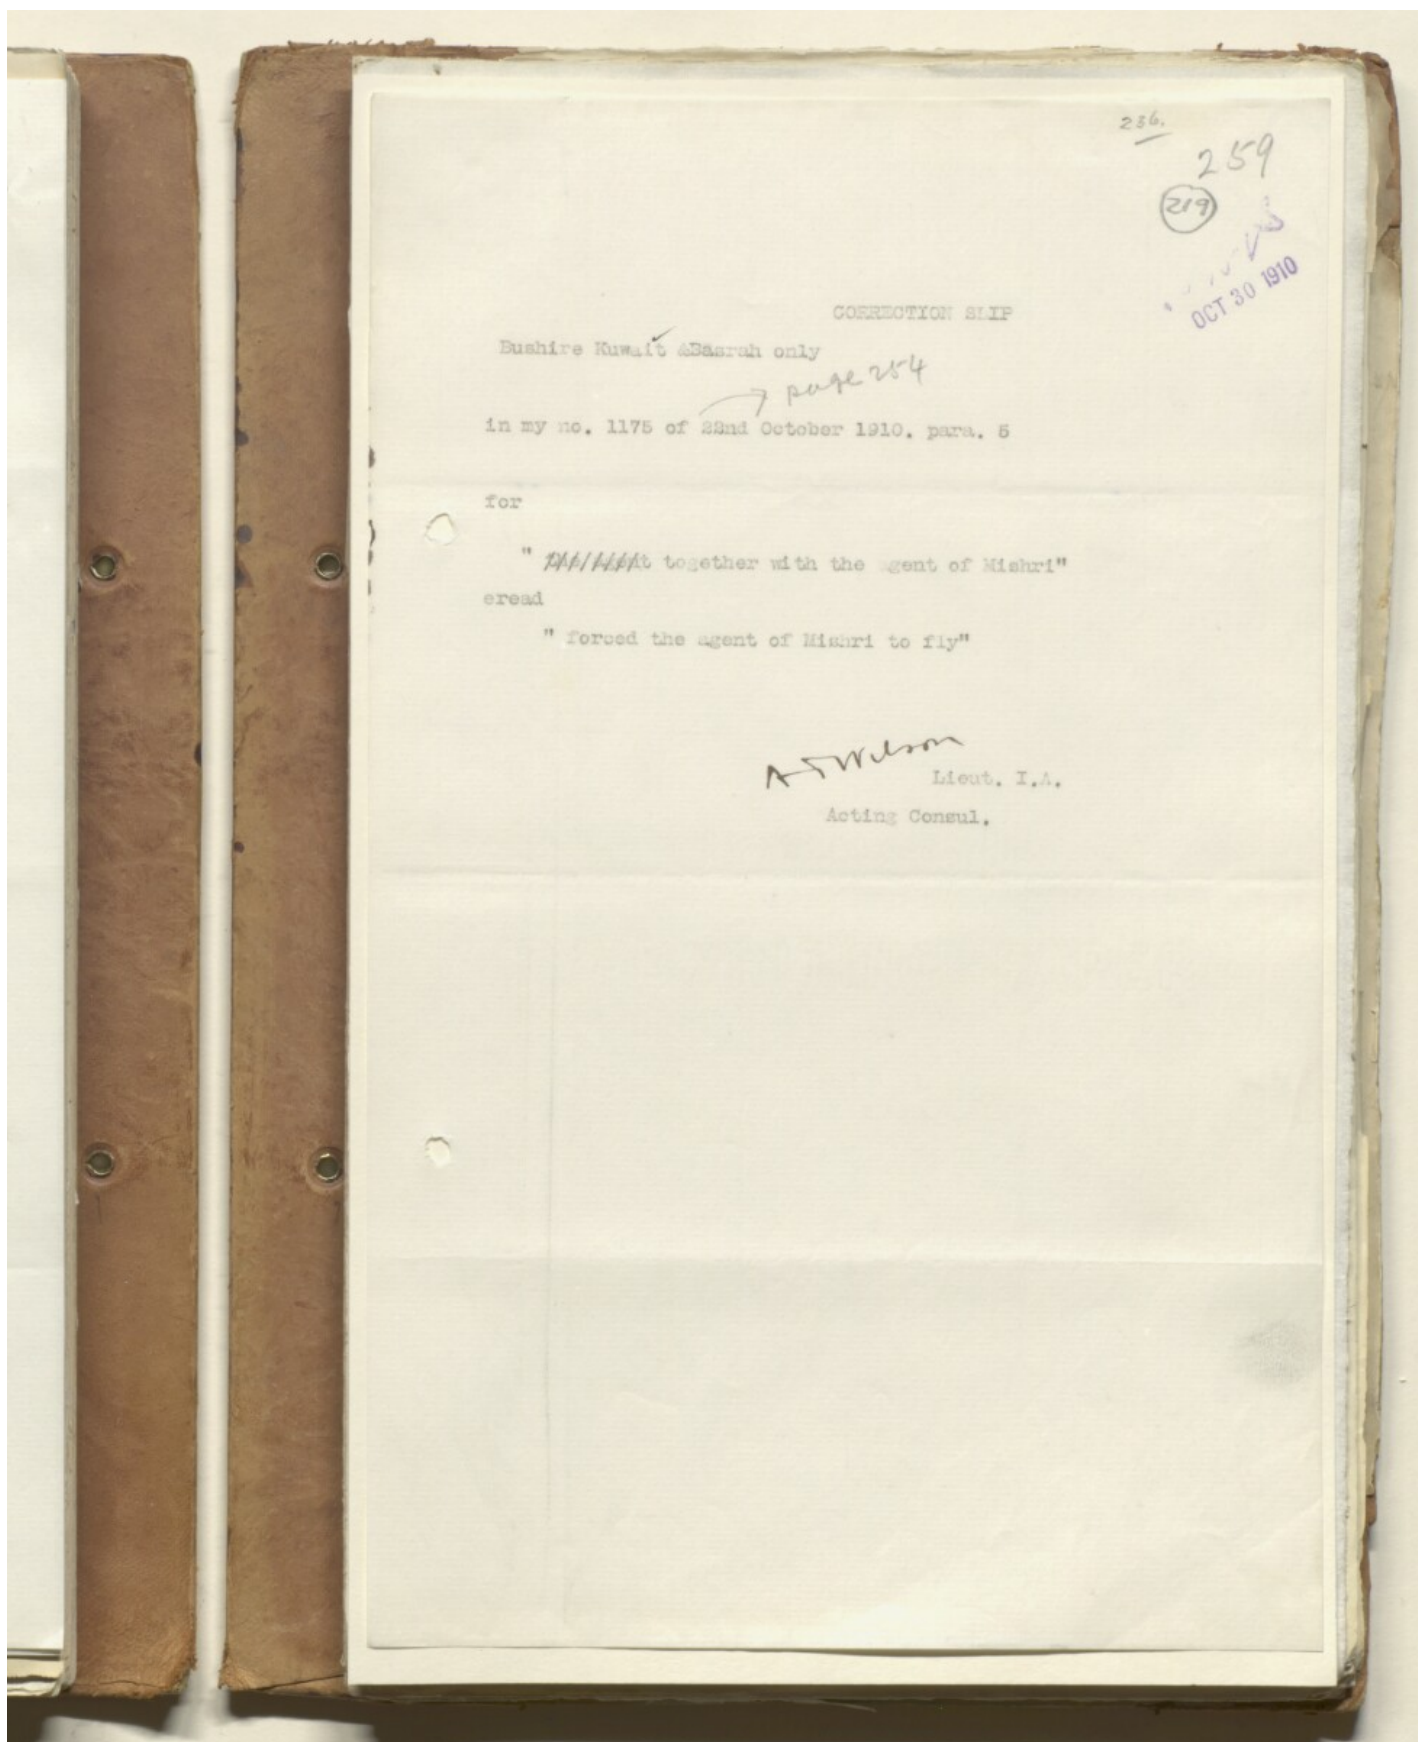 236.
259
219
OCT 30 1910
CORRECTION SLIP
Bushire Kuwait &Basrah only
page 254
in my no. 1175 of 22nd October 1910. para. 5
for
" together with the agent of Mishri"
eread
" forced the agent of Mishri to fly"
A T Wilson
Lieut. I.A.
Acting Consul.